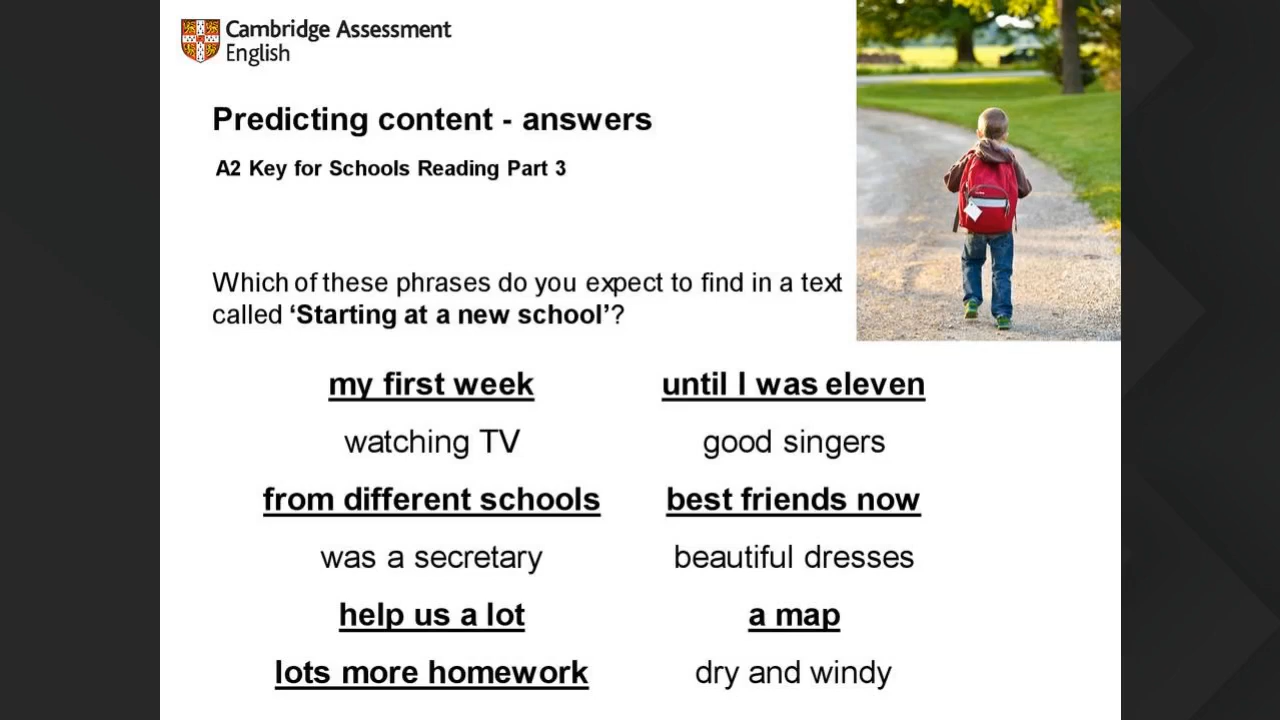 Cambridge Assessment
English
Predicting content - answers
A2 Key for Schools Reading Part 3
Which of these phrases do you expect to find in a text
called ‘Starting at a new school’?
my first week
until I was eleven
watching TV
good singers
from different schools
best friends now
was a secretary
beautiful dresses
help us a lot
a map
lots more homework
dry and windy